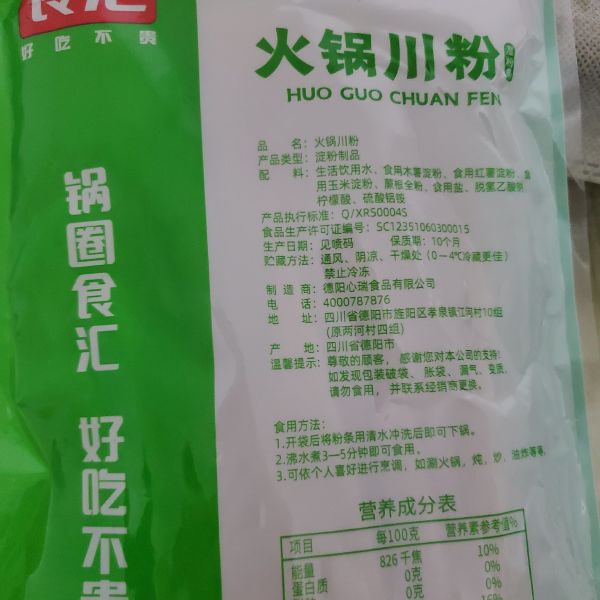 食汇
好吃不贵
火锅川粉
HUO GUO CHUAN FEN
锅圈食汇 好吃不贵
品 名：火锅川粉
产品类型：淀粉制品
配 料：生活饮用水、食用木薯淀粉、食用红薯淀粉、食
用玉米淀粉、蕨根全粉、食用盐、脱氢乙酸钠
柠檬酸、硫酸铝铵
产品执行标准：Q/XRS0004S
食品生产许可证编号：SC12351060300015
生产日期：见喷码 保质期：10个月
贮藏方法：通风、阴凉、干燥处（0—4℃冷藏更佳）
禁止冷冻
制 造 商：德阳心瑞食品有限公司
电 话：4000787876
地 址：四川省德阳市旌阳区孝泉镇江河村10组
(原两河村四组)
产 地：四川省德阳市
温馨提示：尊敬的顾客，感谢您对本公司的支持!
如发现包装破袋、胀袋、漏气、变质,
请勿食用，并联系经销商更换。
食用方法：
1.开袋后将粉条用清水冲洗后即可下锅。
2.沸水煮3—5分钟即可食用。
3.可依个人喜好进行烹调，如涮火锅，炖，炒，油炸等等
营养成分表
项目 每100克 营养素参考值%
能量 826 千焦 10%
蛋白质 0克 0%
0克 0%
16%